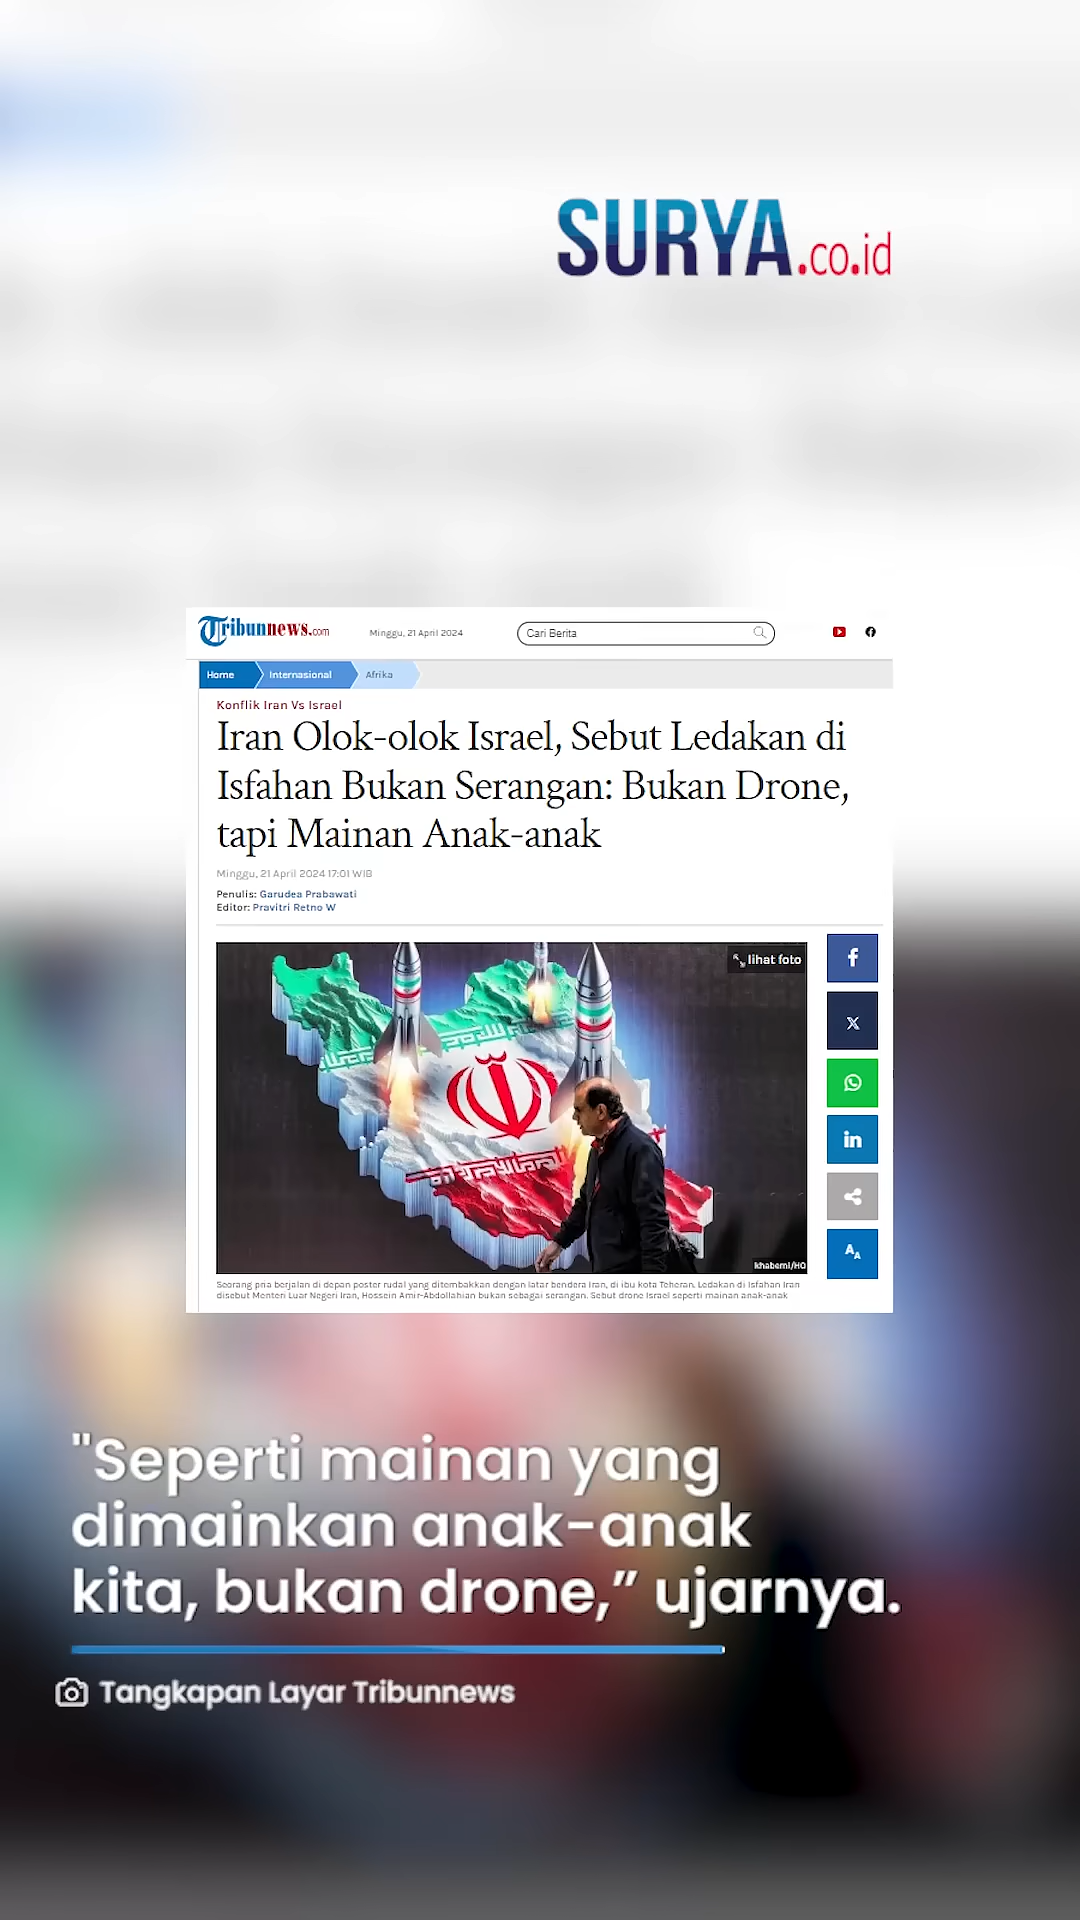 SURYA.co.id
Tribunnews.com
Minggu, 21 April 2024
Cari Berita
Home
Internasional
Afrika
Konflik Iran Vs Israel
Iran Olok-olok Israel, Sebut Ledakan di
Isfahan Bukan Serangan: Bukan Drone,
tapi Mainan Anak-anak
Minggu, 21 April 2024 17:01 WIB
Penulis: Garudea Prabawati
Editor: Pravitri Retno W
lihat foto
khabemi/HO
Seorang pria berjalan di depan poster rudal yang ditembakkan dengan latar bendera Iran, di ibu kota Teheran. Ledakan di Isfahan Iran
disebut Menteri Luar Negeri Iran, Hossein Amir-Abdollahian bukan sebagai serangan. Sebut drone Israel seperti mainan anak-anak
"Seperti mainan yang
dimainkan anak-anak
kita, bukan drone,” ujarnya.
Tangkapan Layar Tribunnews